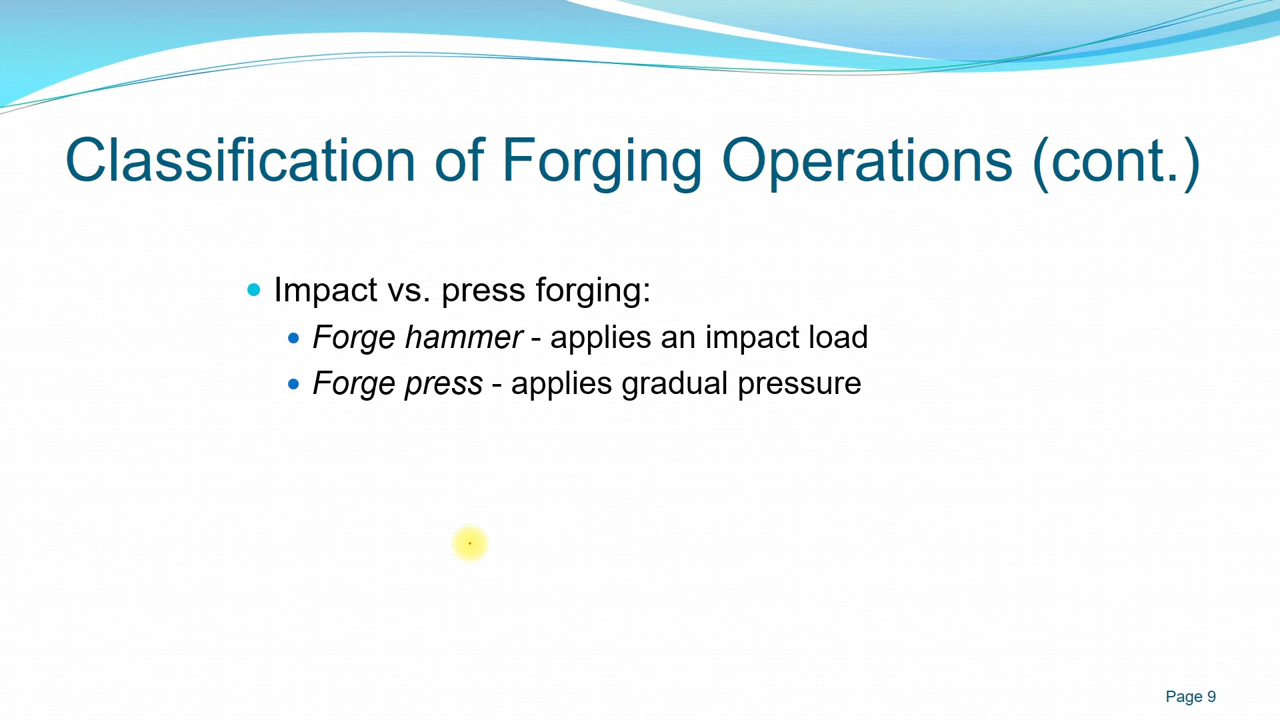 Classification of Forging Operations (cont.)
Impact vs. press forging:
Forge hammer - applies an impact load
Forge press - applies gradual pressure
Page 9